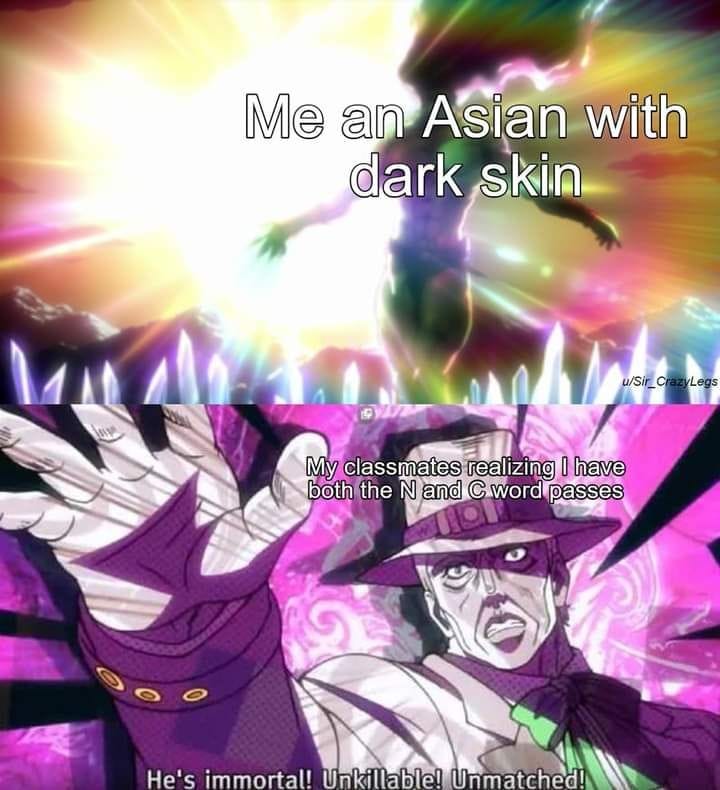 Me an Asian with
dark skin
u/Sir_CrazyLegs
My classmates realizing I have
both the N and C word passes
He's immortal! Unkillable! Unmatched!